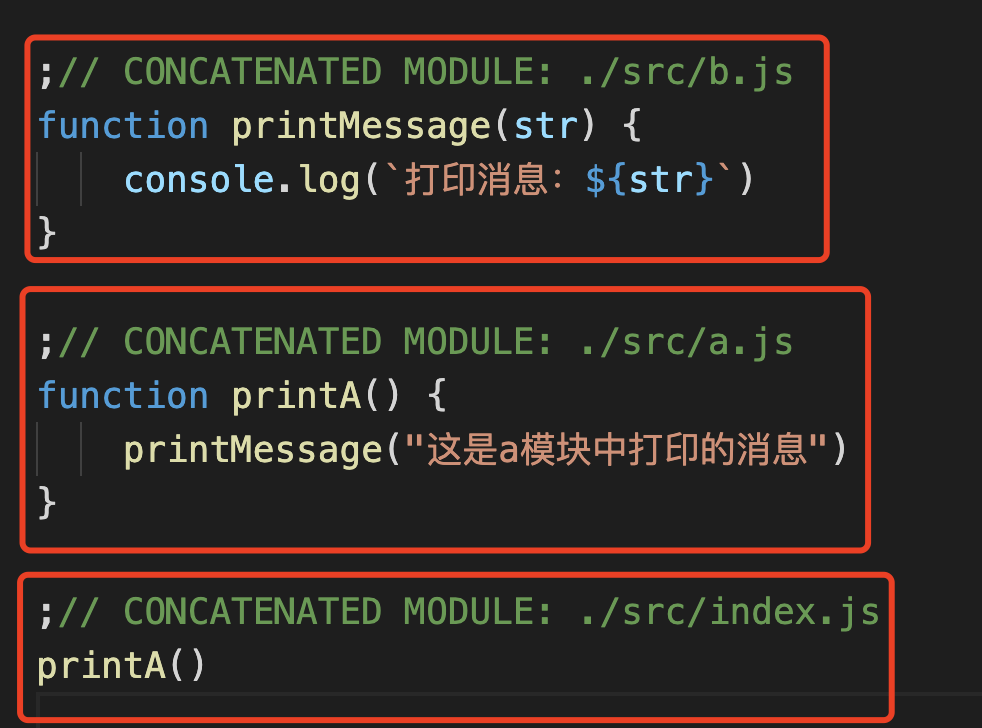 ;// CONCATENATED MODULE: ./src/b.js
function printMessage(str) {
    console.log(`打印消息：${str}`)
}
;// CONCATENATED MODULE: ./src/a.js
function printA() {
    printMessage("这是a模块中打印的消息")
}
;// CONCATENATED MODULE: ./src/index.js
printA()